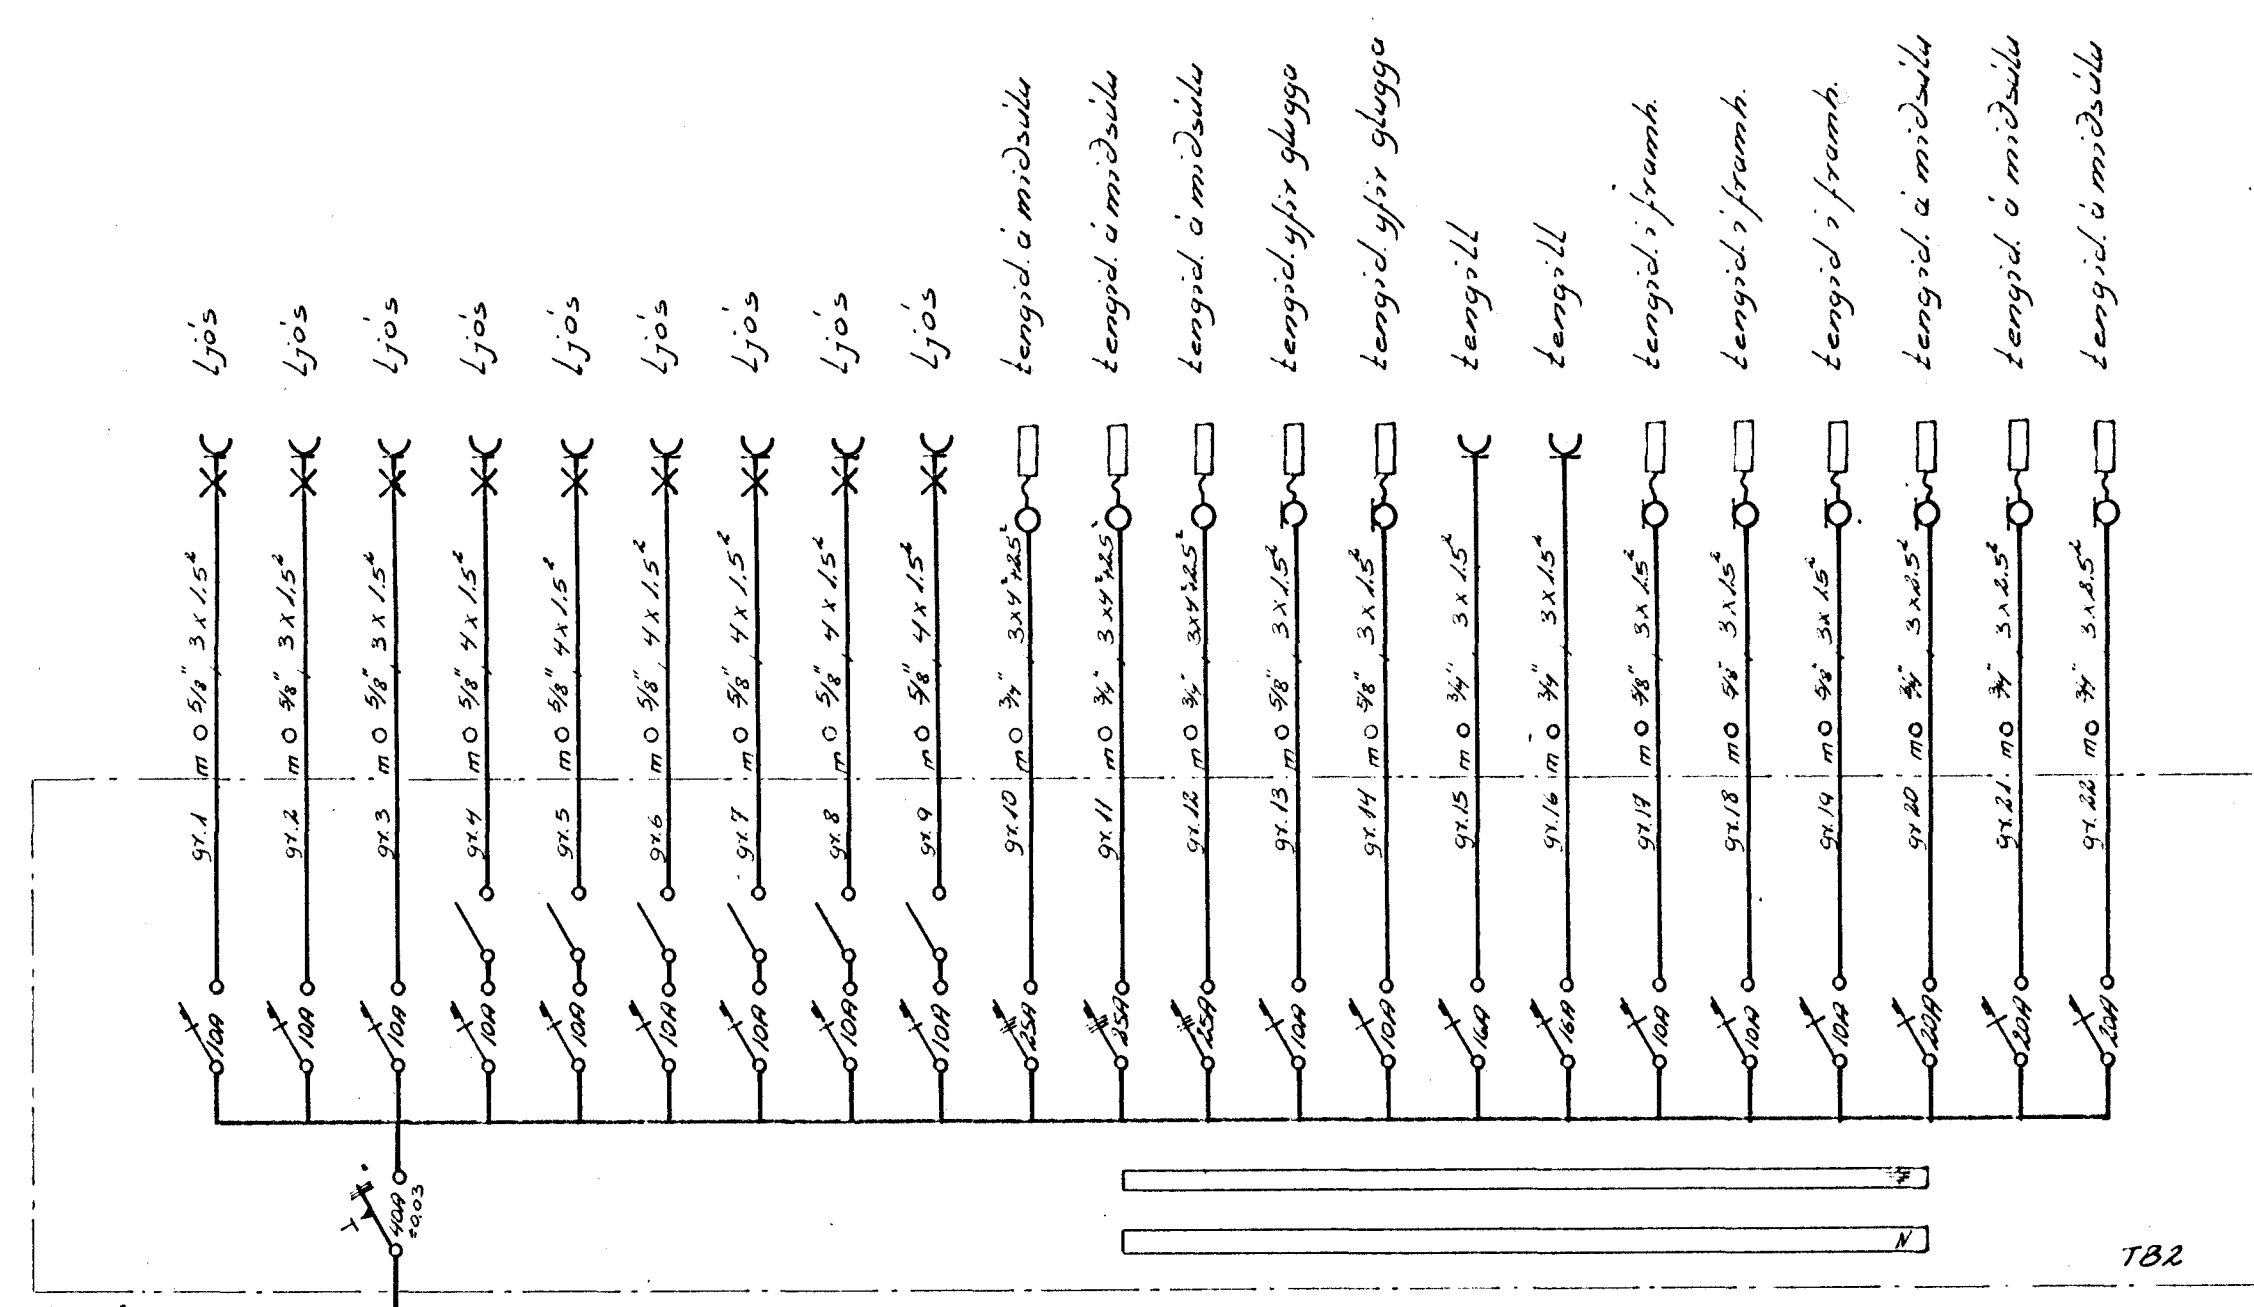 gr.1 m O 5/8", 3 x 1.5² Ljós
gr.2 m O 5/8", 3 x 1.5² Ljós
gr.3 m O 5/8", 3 x 1.5² Ljós
gr.4 m O 5/8", 4 x 1.5² Ljós
gr.5 m O 5/8", 4 x 1.5² Ljós
gr.6 m O 5/8", 4 x 1.5² Ljós
gr.7 m O 5/8", 4 x 1.5² Ljós
gr.8 m O 5/8", 4 x 1.5² Ljós
gr.9 m O 5/8", 4 x 1.5² Ljós
gr.10 m O 3/4", 3x4²+2.5² tengid. á miðsúlu
gr.11 m O 3/4", 3x4²+2.5² tengid. á miðsúlu
gr.12 m O 3/4", 3x4²+2.5² tengid. á miðsúlu
gr.13 m O 5/8", 3 x 1.5² tengid. yfir glugga
gr.14 m O 5/8", 3 x 1.5² tengid. yfir glugga
gr.15 m O 3/4", 3 x 1.5² tengill
gr.16 m O 3/4", 3 x 1.5² tengill
gr.17 m O 5/8", 3 x 1.5² tengid. í framh.
gr.18 m O 5/8", 3 x 1.5² tengid. í framh.
gr.19 m O 5/8", 3 x 1.5² tengid í framh.
gr.20 m O 3/4", 3 x 2.5² tengid. á miðsúlu
gr.21. m O 3/4", 3 x 2.5² tengid. á miðsúlu
gr.22 m O 3/4", 3 x 2.5² tengid. á miðsúlu
10A
10A
10A
10A
10A
10A
10A
10A
10A
25A
25A
25A
10A
10A
16A
16A
10A
10A
10A
20A
20A
20A
40A
=0.03
N
TB2